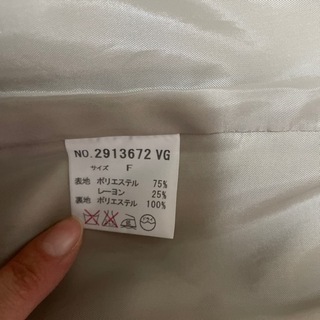 NO. 2913672 VG
サイズ F
表地 ポリエステル 75%
レーヨン 25%
裏地 ポリエステル 100%